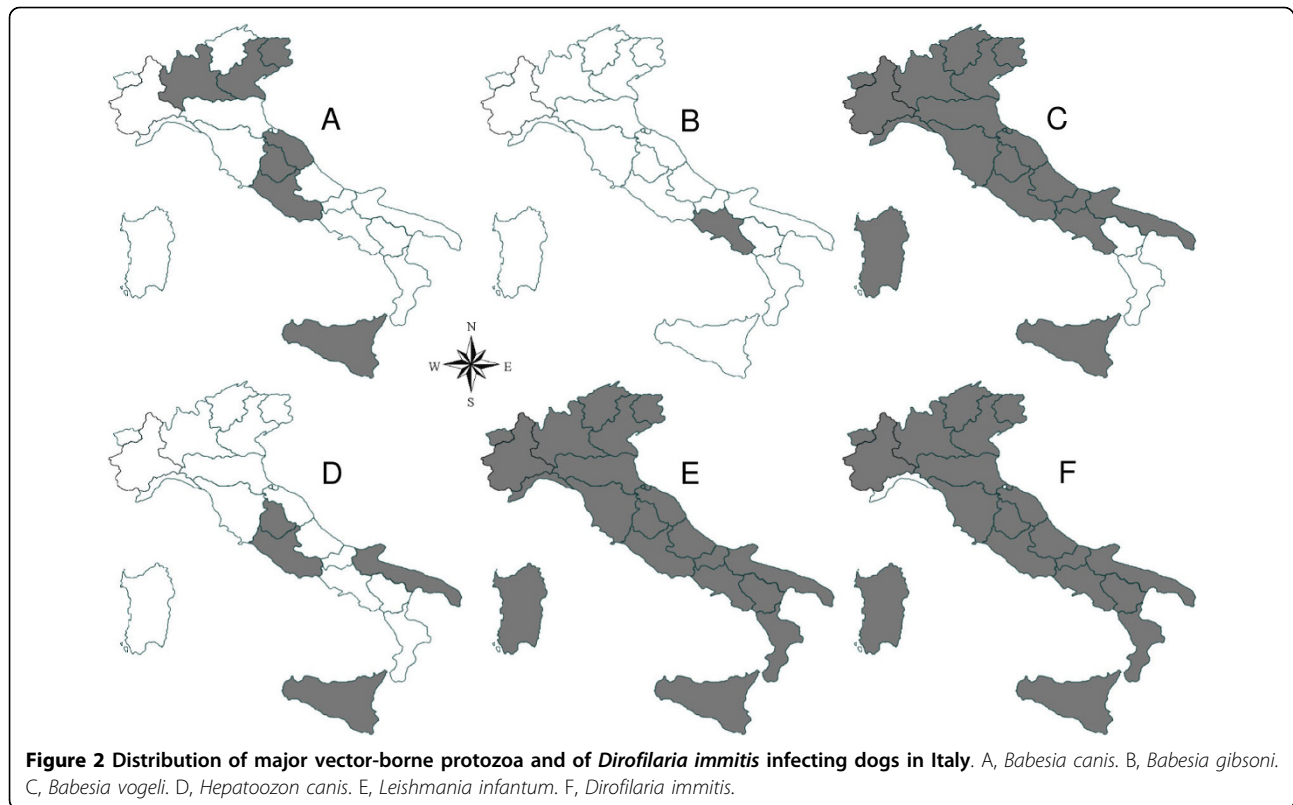 A
B
C
N
W E
S
D
E
F
Figure 2 Distribution of major vector-borne protozoa and of Dirofilaria immitis infecting dogs in Italy. A, Babesia canis. B, Babesia gibsoni.
C, Babesia vogeli. D, Hepatoozon canis. E, Leishmania infantum. F, Dirofilaria immitis.